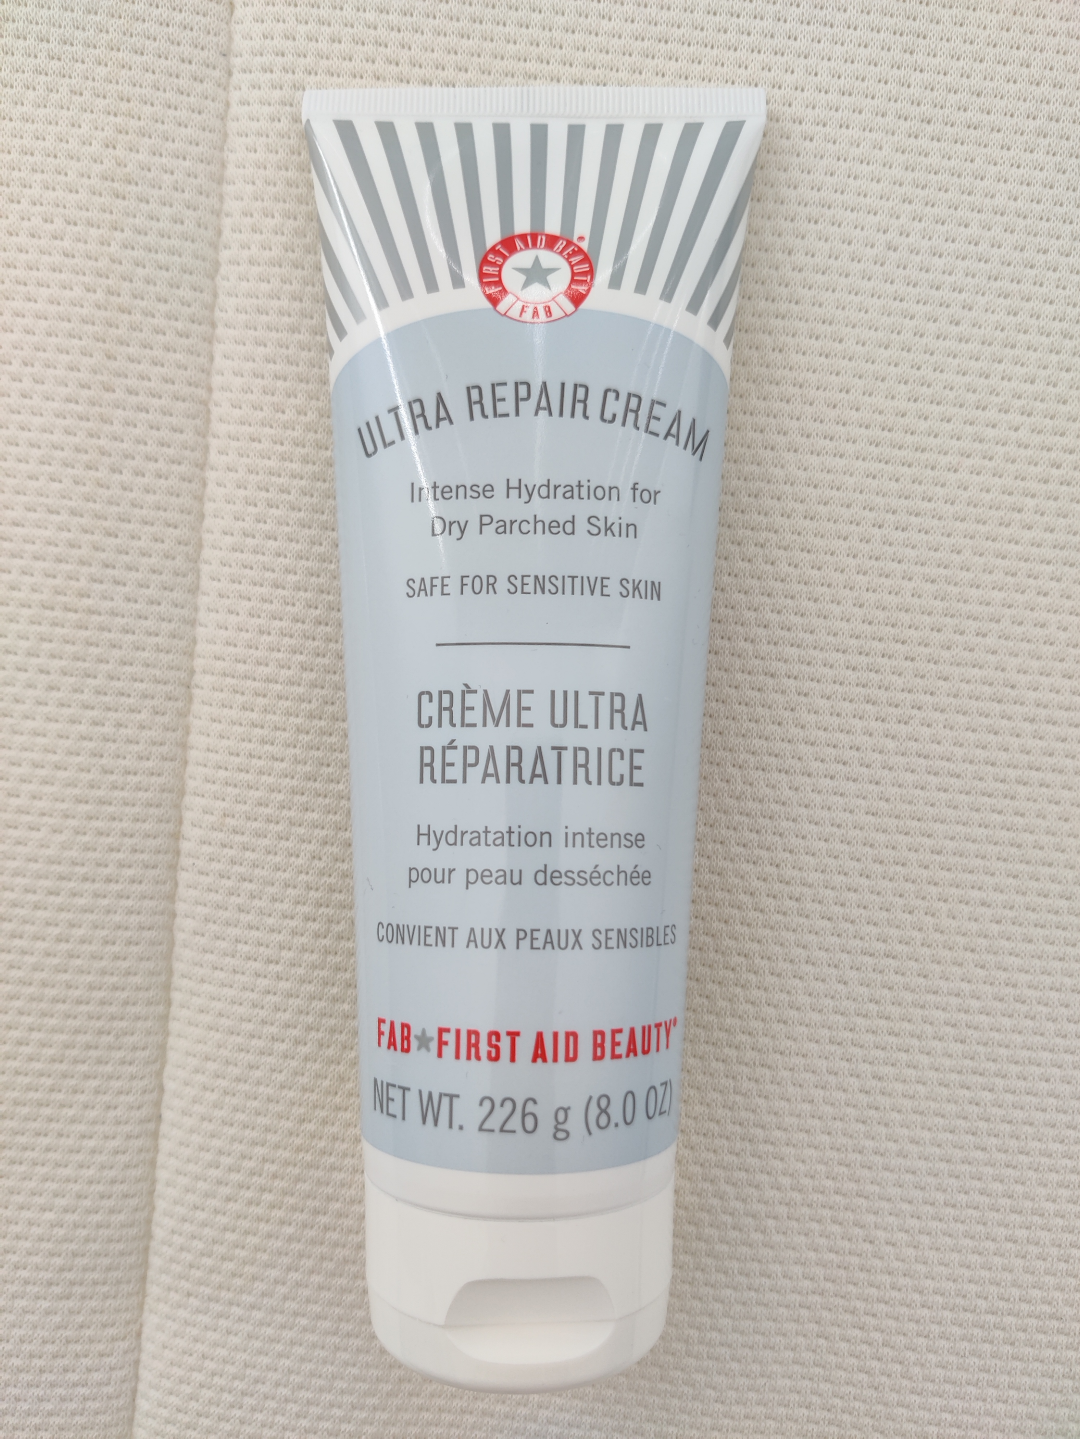 FIRST AID BEAUTY®
FAB
ULTRA REPAIR CREAM
Intense Hydration for
Dry Parched Skin
SAFE FOR SENSITIVE SKIN
CRÈME ULTRA
RÉPARATRICE
Hydratation intense
pour peau desséchée
CONVIENT AUX PEAUX SENSIBLES
FAB★FIRST AID BEAUTY®
NET WT. 226 g (8.0 OZ)